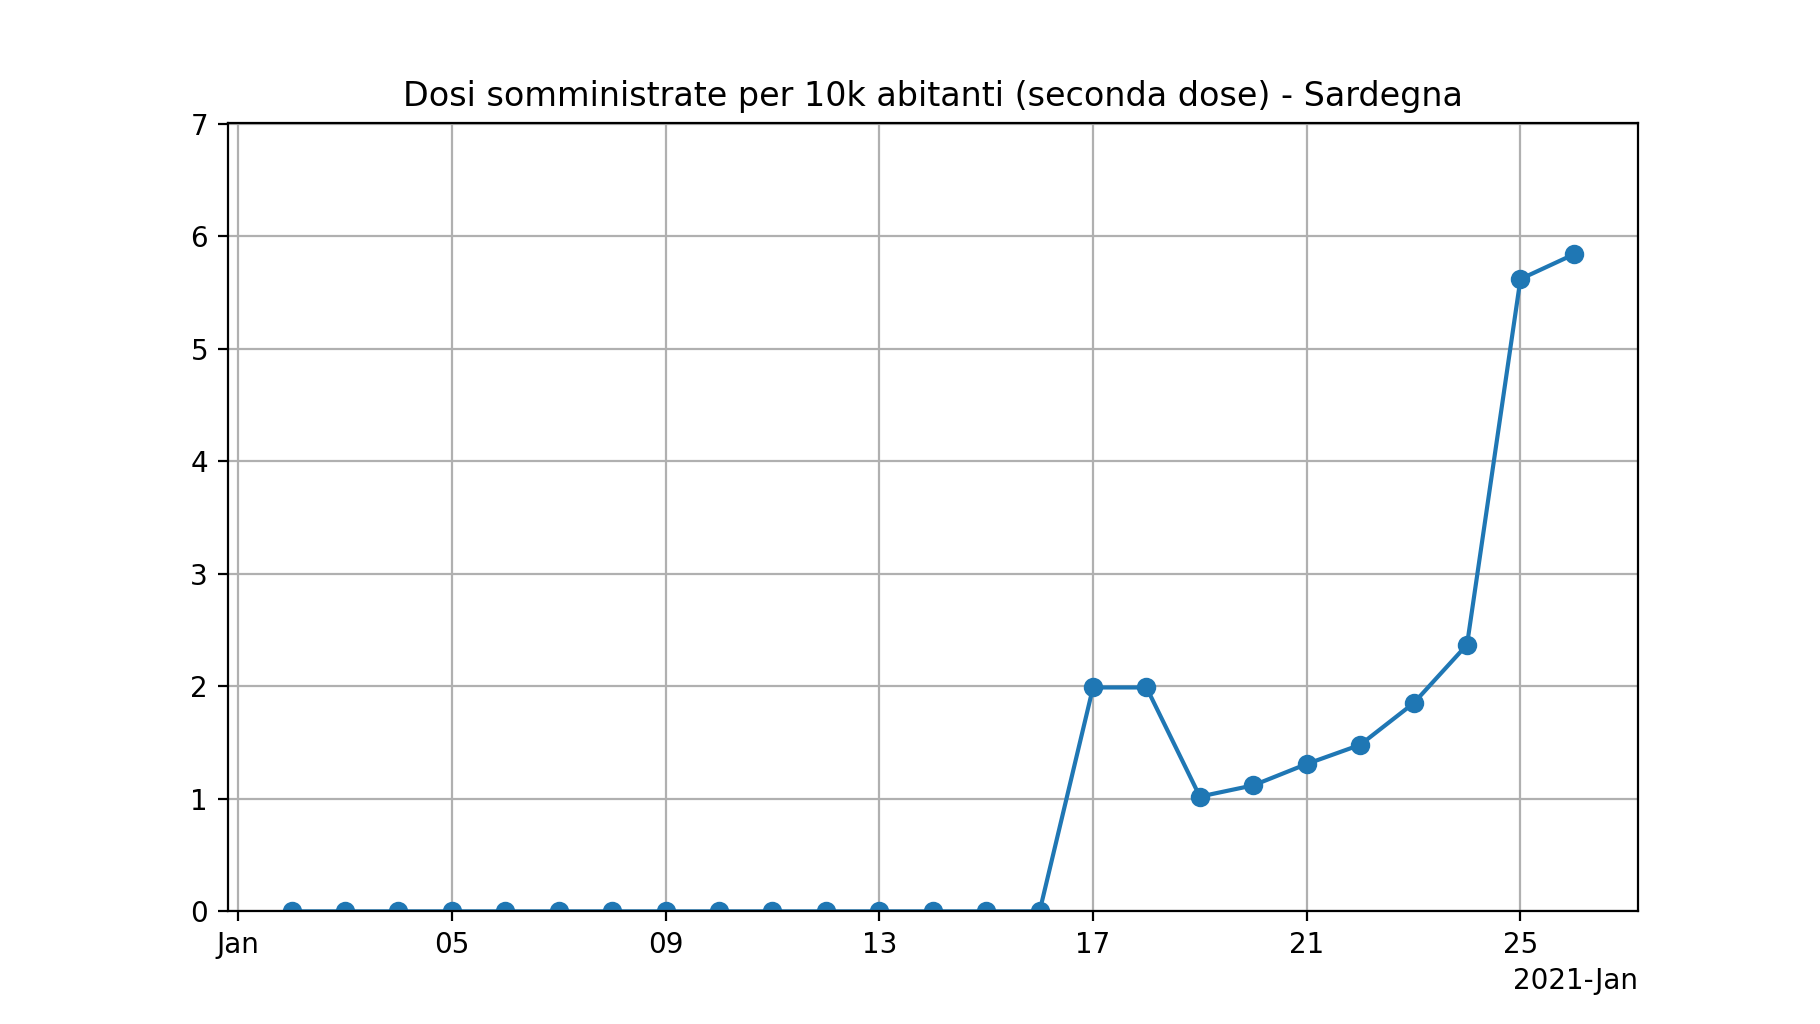 Dosi somministrate per 10k abitanti (seconda dose) - Sardegna
7
6
5
4
3
2
1
0
Jan 05 09 13 17 21 25
2021-Jan